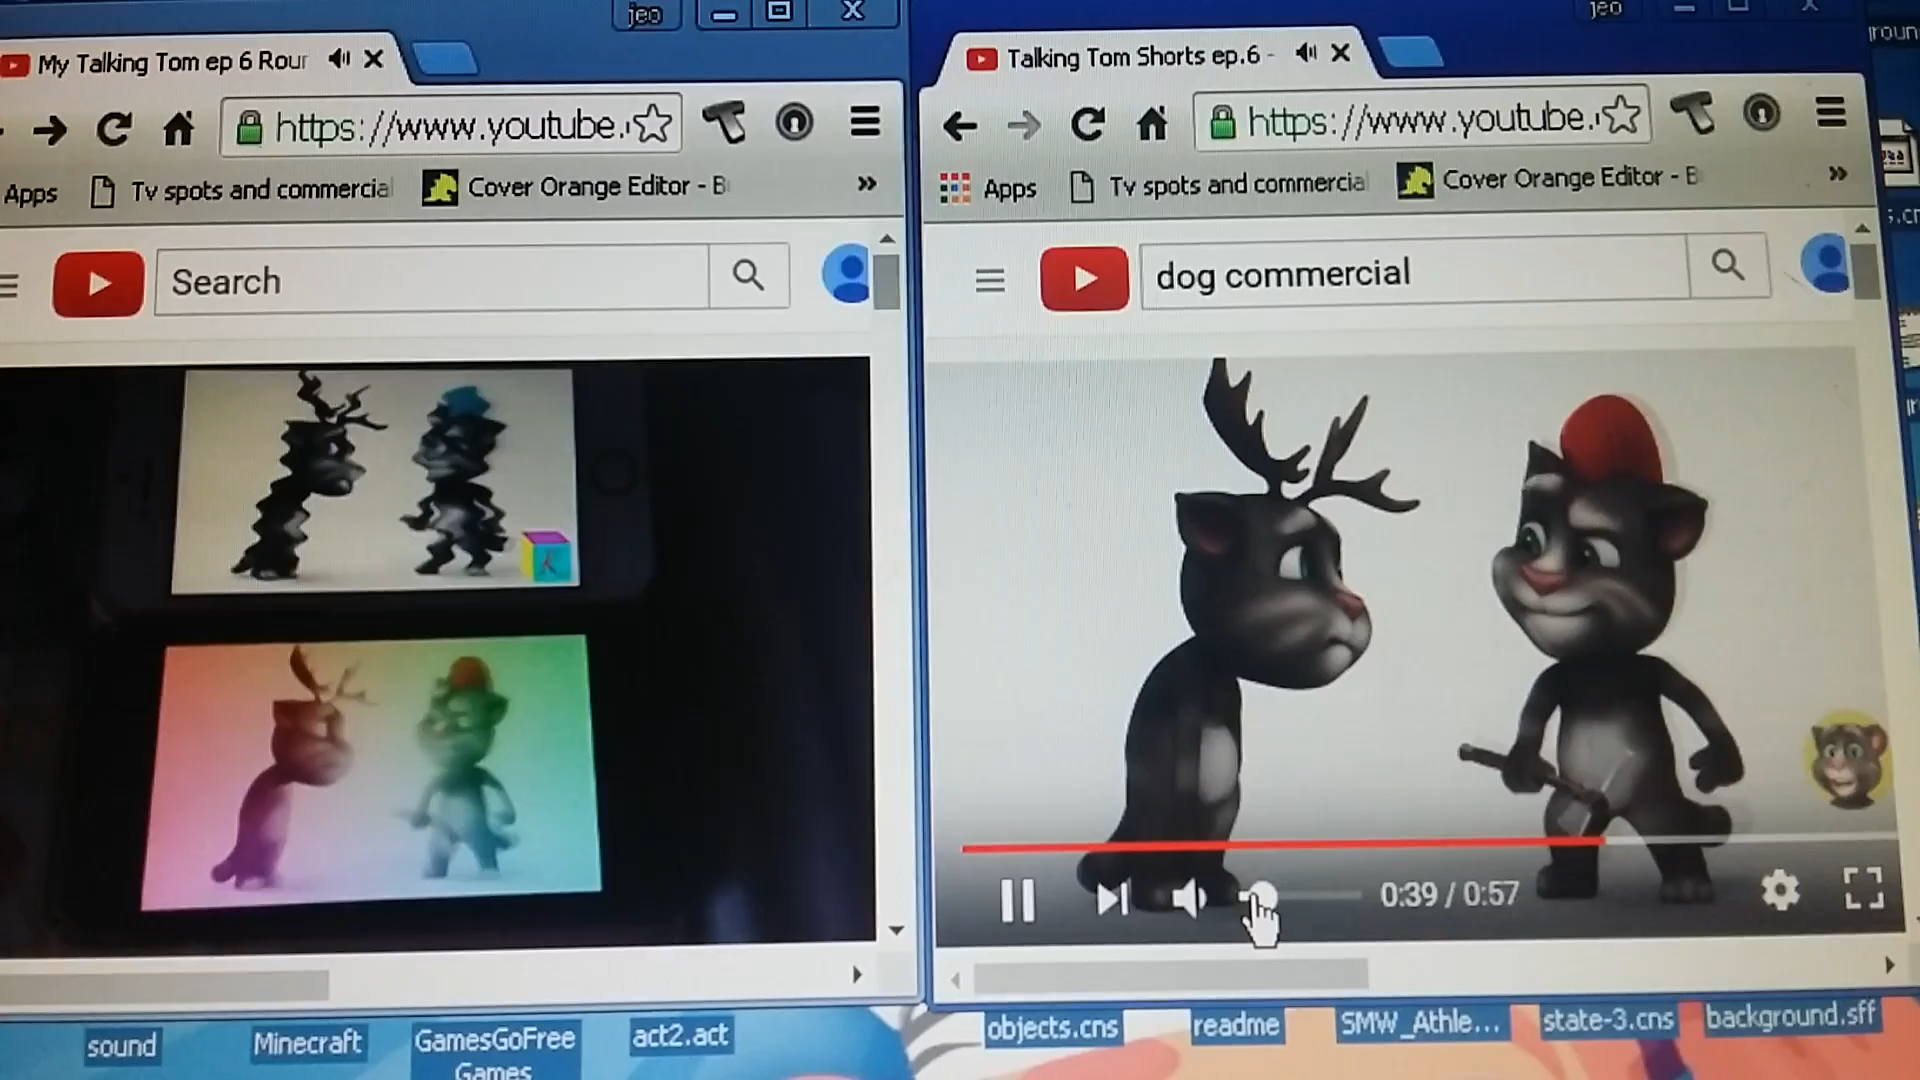 jeo
jeo
My Talking Tom ep 6 Rour
Talking Tom Shorts ep.6 -
https://www.youtube.
https://www.youtube.
Apps
Tv spots and commercial
Cover Orange Editor - B
»
Apps
Tv spots and commercial
Cover Orange Editor - B
»
Search
dog commercial
0:39 / 0:57
sound
Minecraft
GamesGoFree
Games
act2.act
objects.cns
readme
SMW_Athle...
state-3.cns
background.sff